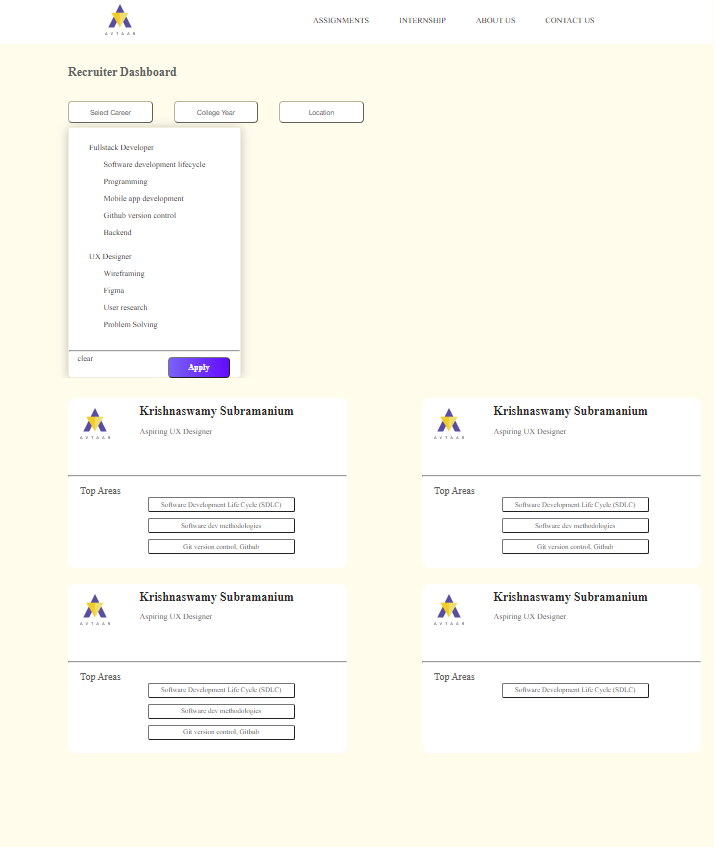 AVTAAR
ASSIGNMENTS INTERNSHIP ABOUT US CONTACT US
Recruiter Dashboard
Select Career College Year Location
Fullstack Developer
Software development lifecycle
Programming
Mobile app development
Github version control
Backend
UX Designer
Wireframing
Figma
User research
Problem Solving
clear
Apply
AVTAAR
Krishnaswamy Subramanium
Aspiring UX Designer
Top Areas
Software Development Life Cycle (SDLC)
Software dev methodologies
Git version control, Github
AVTAAR
Krishnaswamy Subramanium
Aspiring UX Designer
Top Areas
Software Development Life Cycle (SDLC)
Software dev methodologies
Git version control, Github
AVTAAR
Krishnaswamy Subramanium
Aspiring UX Designer
Top Areas
Software Development Life Cycle (SDLC)
Software dev methodologies
Git version control, Github
AVTAAR
Krishnaswamy Subramanium
Aspiring UX Designer
Top Areas
Software Development Life Cycle (SDLC)